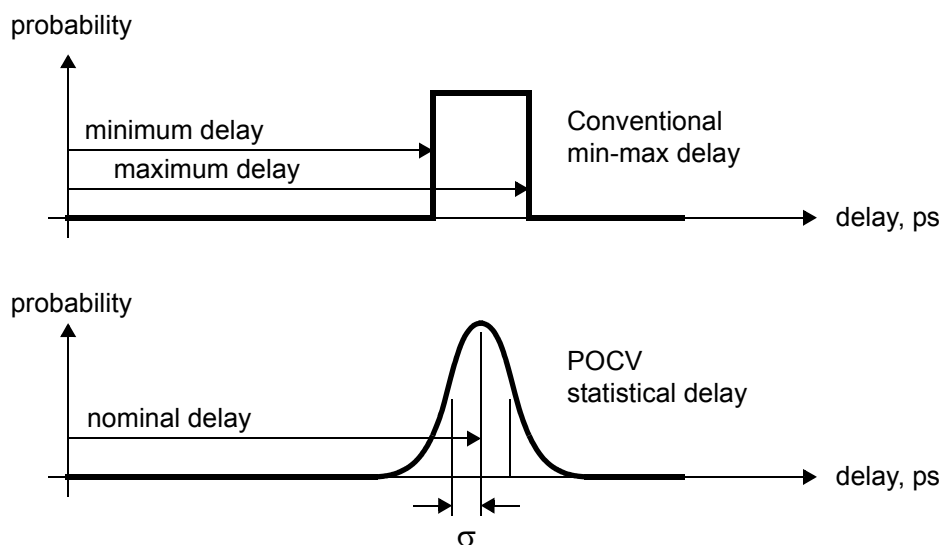 probability
minimum delay
maximum delay
Conventional
min-max delay
delay, ps
probability
POCV
statistical delay
nominal delay
delay, ps
σ